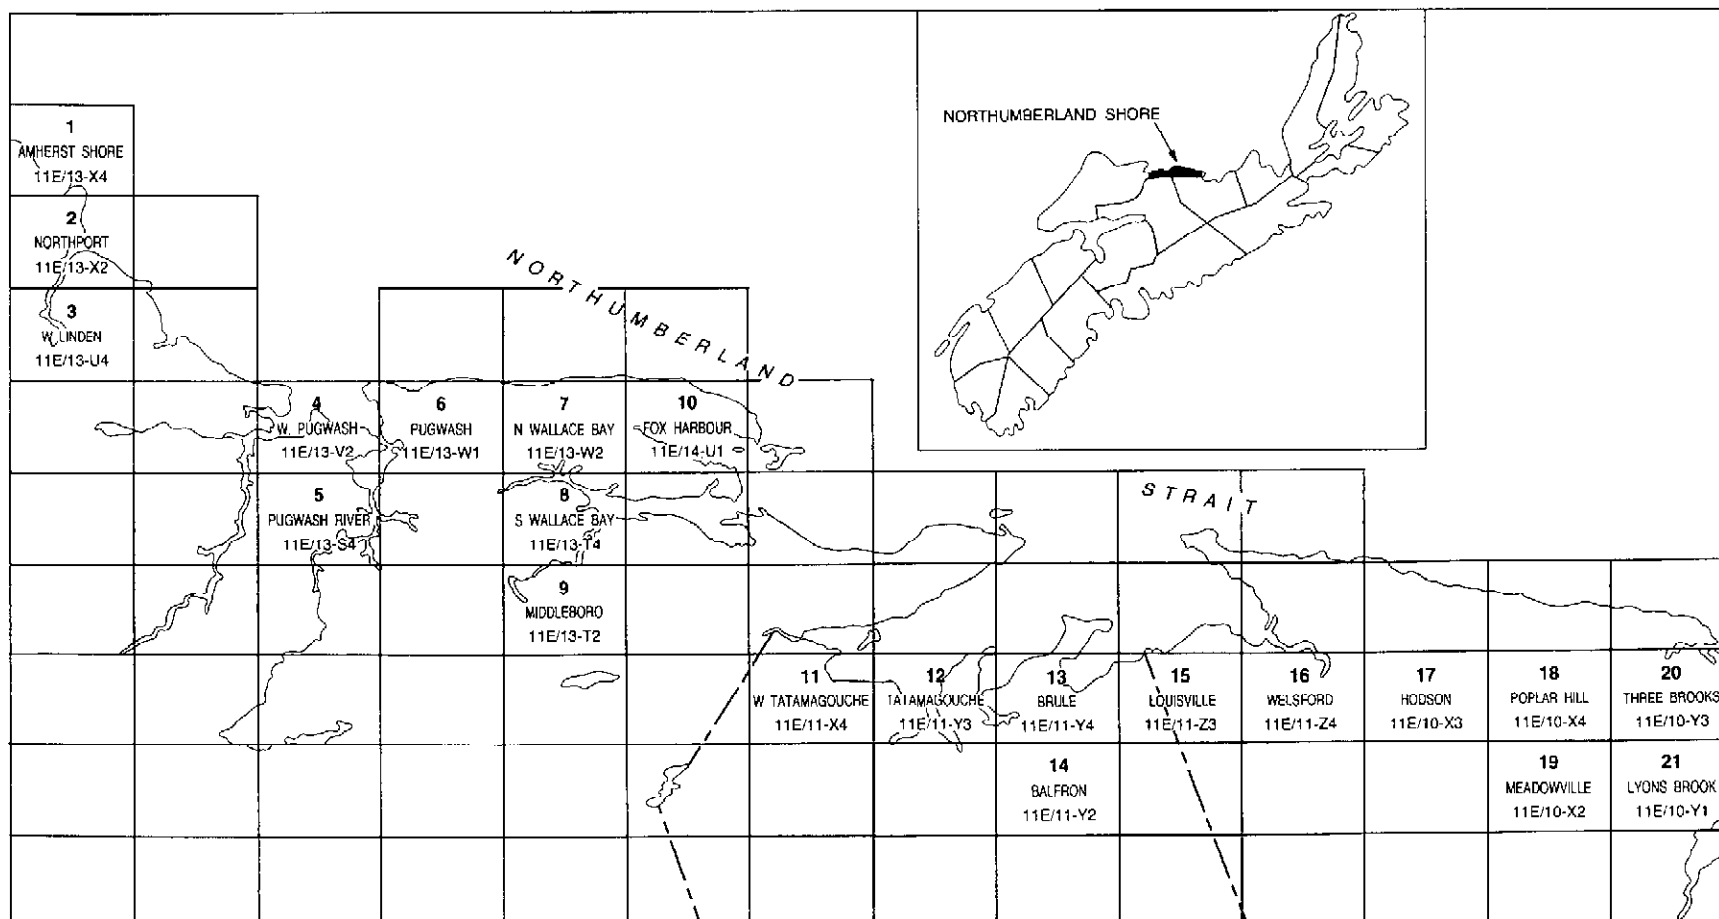 NORTHUMBERLAND SHORE
1
AMHERST SHORE
11E/13-X4
2
NORTHPORT
11E/13-X2
3
W LINDEN
11E/13-U4
NORTHUMBERLAND
STRAIT
4
W. PUGWASH
11E/13-V2
6
PUGWASH
11E/13-W1
7
N WALLACE BAY
11E/13-W2
10
FOX HARBOUR
11E/14-U1
5
PUGWASH RIVER
11E/13-S4
8
S WALLACE BAY
11E/13-T4
9
MIDDLEBORO
11E/13-T2
11
W TATAMAGOUCHE
11E/11-X4
12
TATAMAGOUCHE
11E/11-Y3
13
BRULE
11E/11-Y4
15
LOUISVILLE
11E/11-Z3
16
WELSFORD
11E/11-Z4
17
HODSON
11E/10-X3
18
POPLAR HILL
11E/10-X4
20
THREE BROOKS
11E/10-Y3
14
BALFRON
11E/11-Y2
19
MEADOWVILLE
11E/10-X2
21
LYONS BROOK
11E/10-Y1